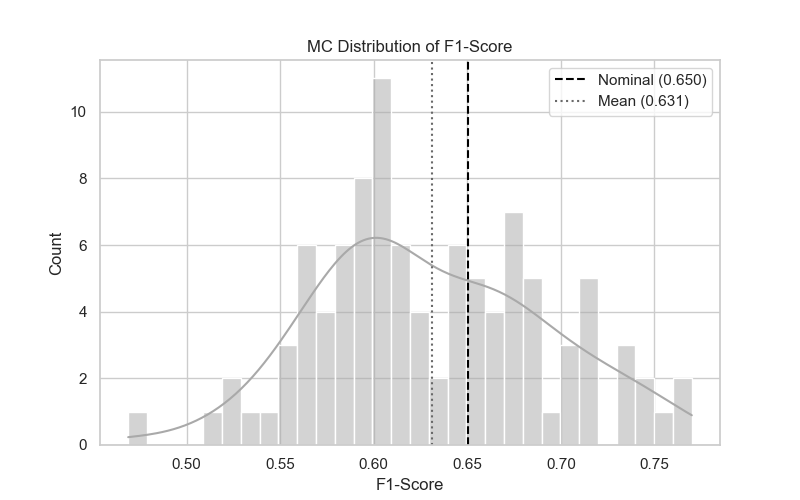 MC Distribution of F1-Score
Nominal (0.650)
Mean (0.631)
Count
10
8
6
4
2
0
0.50 0.55 0.60 0.65 0.70 0.75
F1-Score